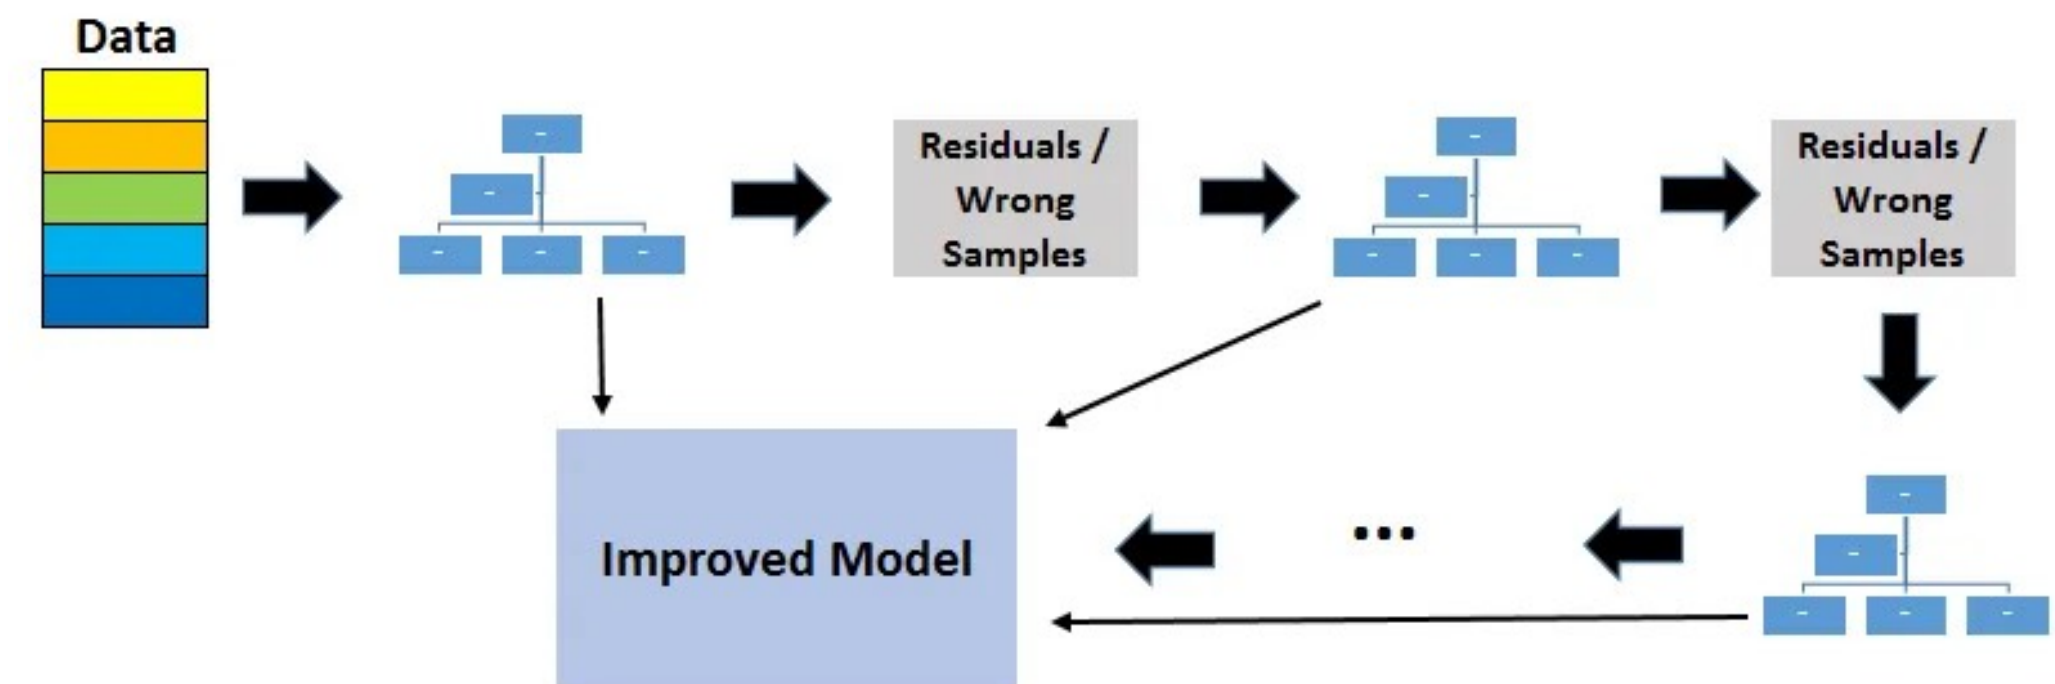 Data
Residuals /
Wrong
Samples
Residuals /
Wrong
Samples
Improved Model
...